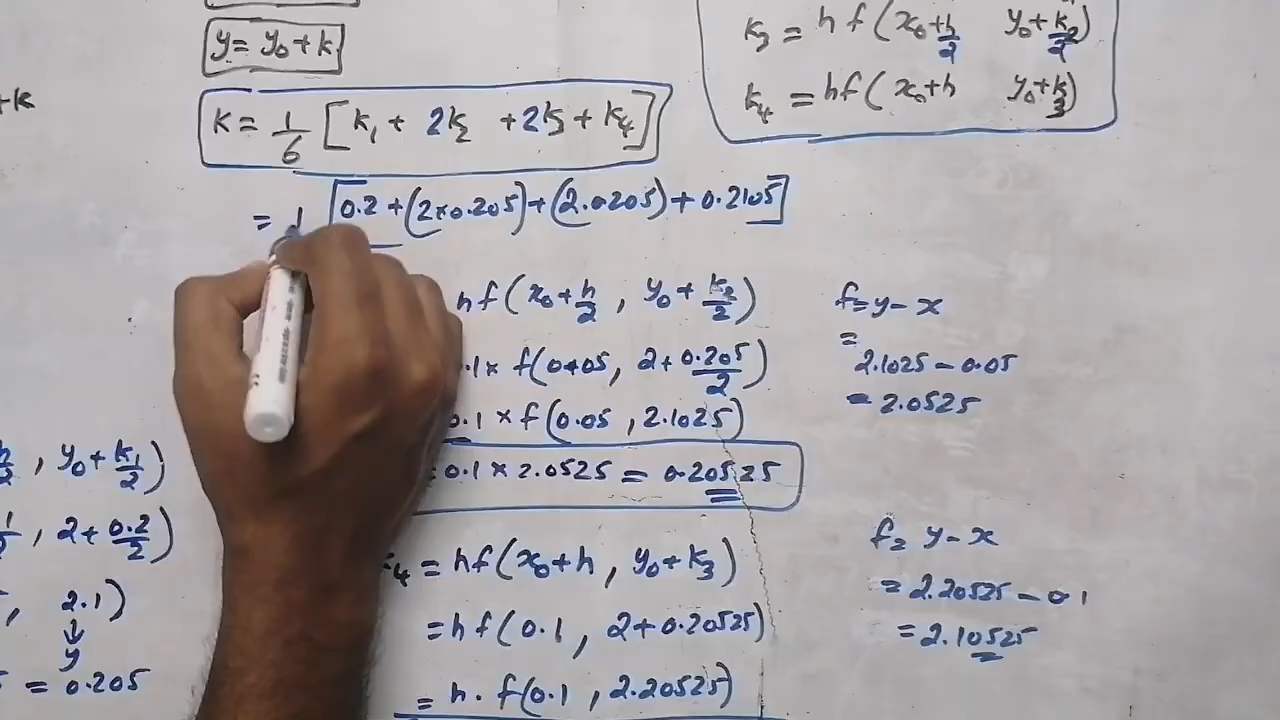 y = y₀ + k
+k
k₃ = hf(x₀+h/2 y₀+k₂/2)
k₄ = hf(x₀+h y₀+k₃)
k = 1/6 [k₁ + 2k₂ + 2k₃ + k₄]
= 1 [0.2 + (2×0.205) + (2.0205) + 0.2105]
hf(x₀+h/2 , y₀+k₂/2)
.1× f(0+05, 2+0.205/2)
0.1 × f(0.05 , 2.1025)
= 0.1 × 2.0525 = 0.20525
f= y- x
=
2.1025 - 0.05
= 2.0525
h/2 , y₀+k₁/2)
, 2+0.2/2)
, 2.1)
↓
y
= 0.205
₄ = hf(x₀+h , y₀+k₃)
= hf(0.1 , 2+0.20525)
= h. f(0.1 , 2.20525)
f= y-x
= 2.20525 - 0.1
= 2.10525